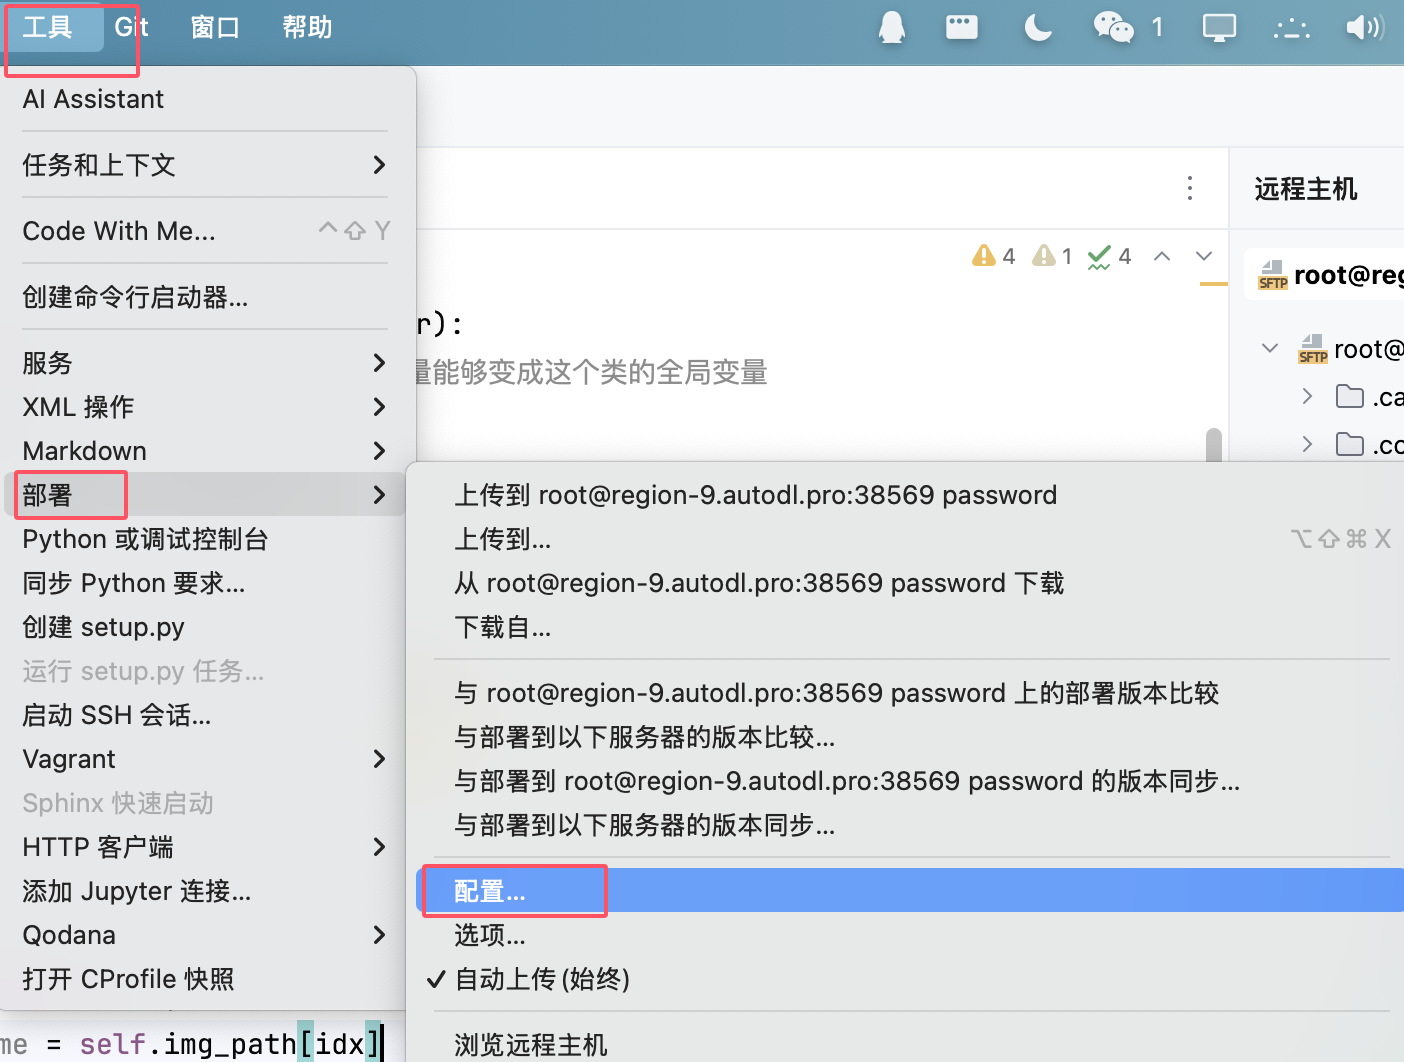 工具 Git 窗口 帮助 1
AI Assistant
任务和上下文
Code With Me... ⌃⇧Y
创建命令行启动器...
服务
XML 操作
Markdown
部署
Python 或调试控制台
同步 Python 要求...
创建 setup.py
运行 setup.py 任务...
启动 SSH 会话...
Vagrant
Sphinx 快速启动
HTTP 客户端
添加 Jupyter 连接...
Qodana
打开 CProfile 快照
me = self.img_path[idx]
4 1 4
r):
量能够变成这个类的全局变量
远程主机
SFTP root@reg
SFTP root@
.ca
.co
上传到 root@region-9.autodl.pro:38569 password
上传到... ⌥⇧⌘X
从 root@region-9.autodl.pro:38569 password 下载
下载自...
与 root@region-9.autodl.pro:38569 password 上的部署版本比较
与部署到以下服务器的版本比较...
与部署到 root@region-9.autodl.pro:38569 password 的版本同步...
与部署到以下服务器的版本同步...
配置...
选项...
✓ 自动上传(始终)
浏览远程主机